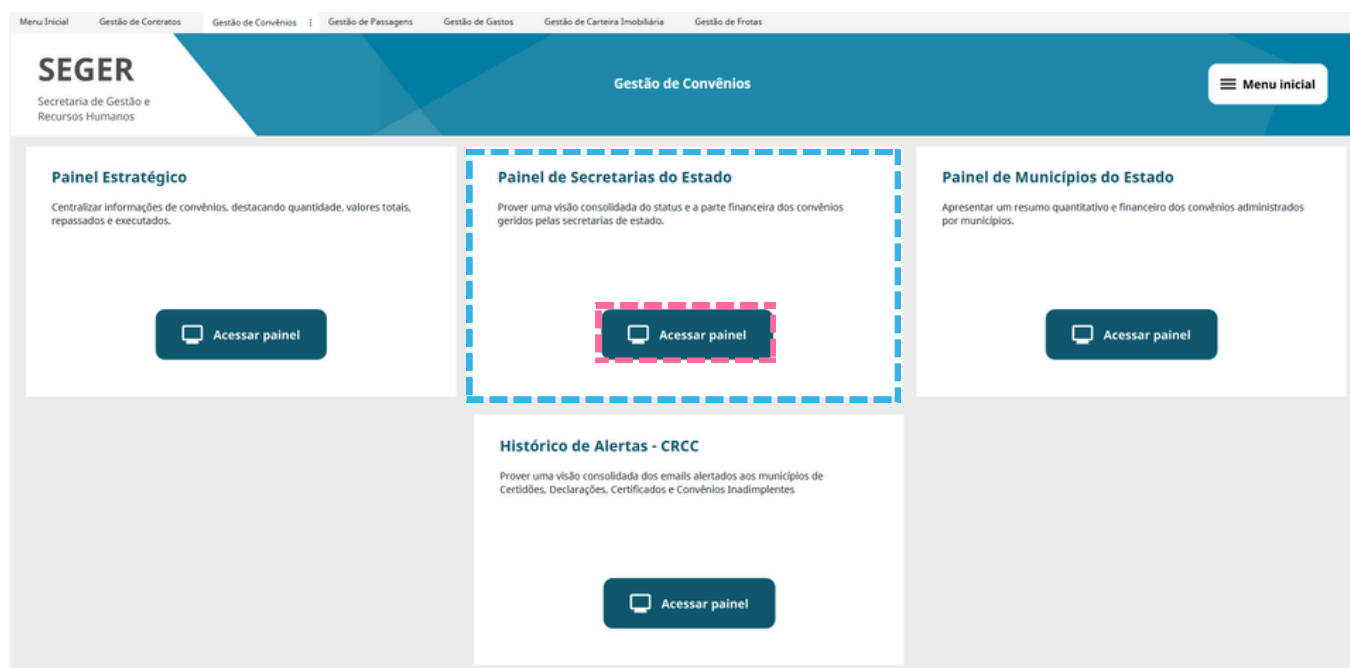 Menu Inicial
Gestão de Contratos
Gestão de Convênios
Gestão de Passagens
Gestão de Gastos
Gestão de Carteira Imobiliária
Gestão de Frotas
SEGER
Secretaria de Gestão e
Recursos Humanos
Gestão de Convênios
Menu inicial
Painel Estratégico
Centralizar informações de convênios, destacando quantidade, valores totais,
repassados e executados.
Acessar painel
Painel de Secretarias do Estado
Prover uma visão consolidada do status e a parte financeira dos convênios
geridos pelas secretarias de estado.
Acessar painel
Painel de Municípios do Estado
Apresentar um resumo quantitativo e financeiro dos convênios administrados
por municípios.
Acessar painel
Histórico de Alertas - CRCC
Prover uma visão consolidada dos emails alertados aos municípios de
Certidões, Declarações, Certificados e Convênios Inadimplentes
Acessar painel